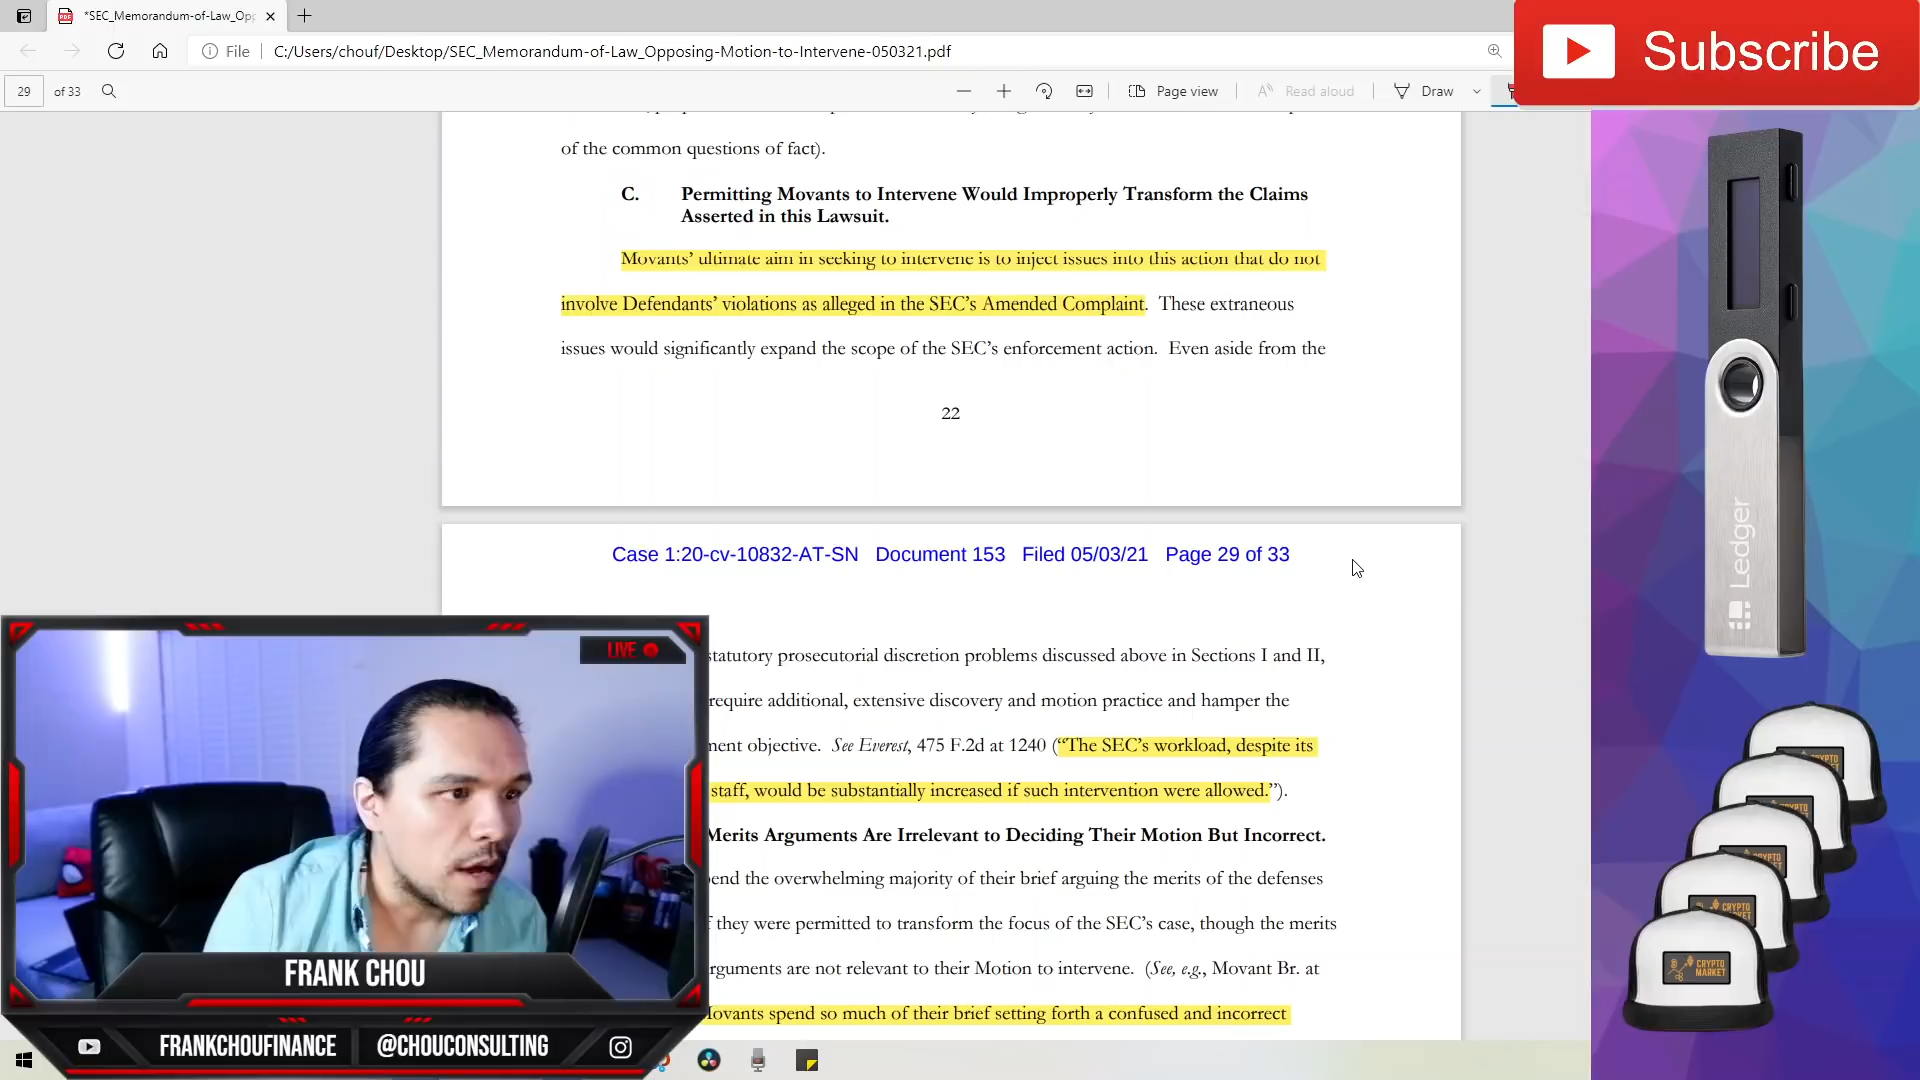 *SEC_Memorandum-of-Law_Opp
Subscribe
File C:/Users/chouf/Desktop/SEC_Memorandum-of-Law_Opposing-Motion-to-Intervene-050321.pdf
29 of 33 Page view Read aloud Draw
of the common questions of fact).
C. Permitting Movants to Intervene Would Improperly Transform the Claims
Asserted in this Lawsuit.
Movants’ ultimate aim in seeking to intervene is to inject issues into this action that do not
involve Defendants’ violations as alleged in the SEC’s Amended Complaint. These extraneous
issues would significantly expand the scope of the SEC’s enforcement action. Even aside from the
22
Case 1:20-cv-10832-AT-SN Document 153 Filed 05/03/21 Page 29 of 33
statutory prosecutorial discretion problems discussed above in Sections I and II,
require additional, extensive discovery and motion practice and hamper the
objective. See Everest, 475 F.2d at 1240 (“The SEC’s workload, despite its
staff, would be substantially increased if such intervention were allowed.”).
Merits Arguments Are Irrelevant to Deciding Their Motion But Incorrect.
the overwhelming majority of their brief arguing the merits of the defenses
they were permitted to transform the focus of the SEC’s case, though the merits
arguments are not relevant to their Motion to intervene. (See, e.g., Movant Br. at
Movants spend so much of their brief setting forth a confused and incorrect
LIVE
FRANK CHOU
FRANKCHOUFINANCE @CHOUCONSULTING
Ledger
CRYPTO
MARKET